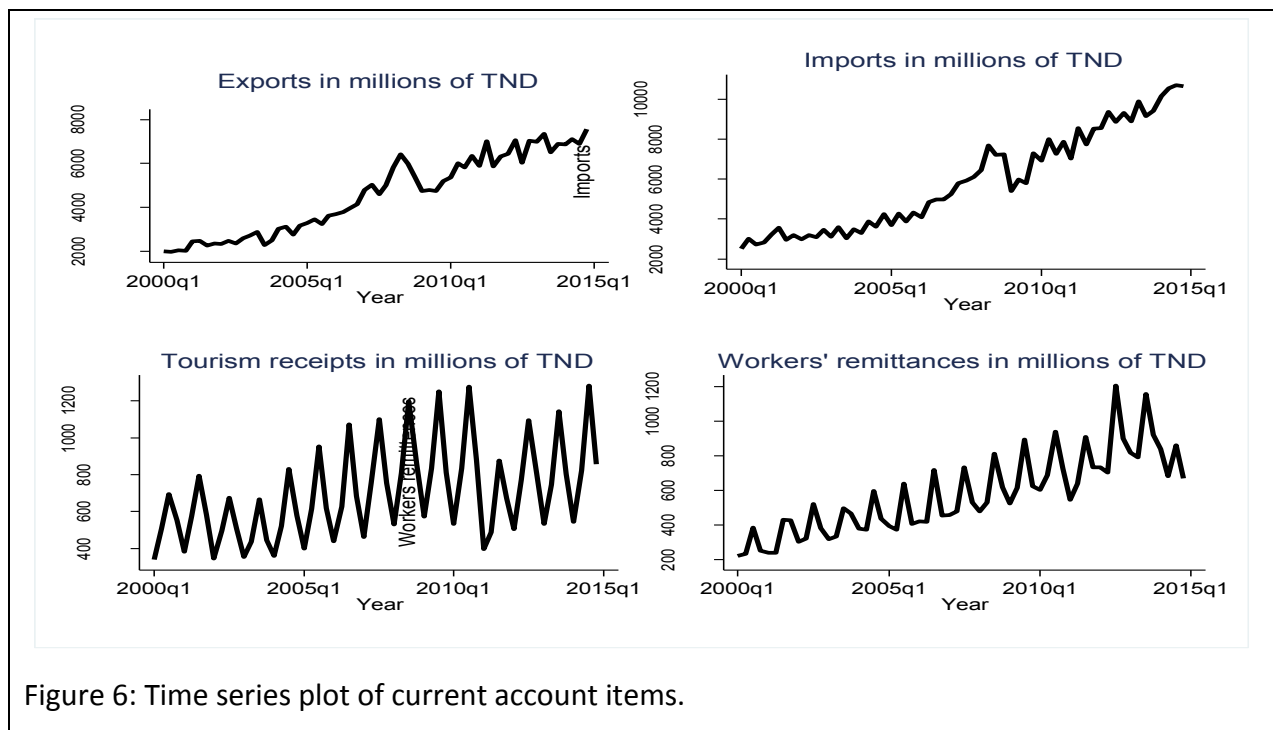 Exports in millions of TND
8000
6000
4000
2000
2000q1
2005q1
2010q1
2015q1
Year
Imports in millions of TND
Imports
10000
8000
6000
4000
2000
2000q1
2005q1
2010q1
2015q1
Year
Tourism receipts in millions of TND
1200
1000
800
600
400
2000q1
2005q1
2010q1
2015q1
Year
Workers' remittances in millions of TND
Workers remittences
1200
1000
800
600
400
200
2000q1
2005q1
2010q1
2015q1
Year
Figure 6: Time series plot of current account items.